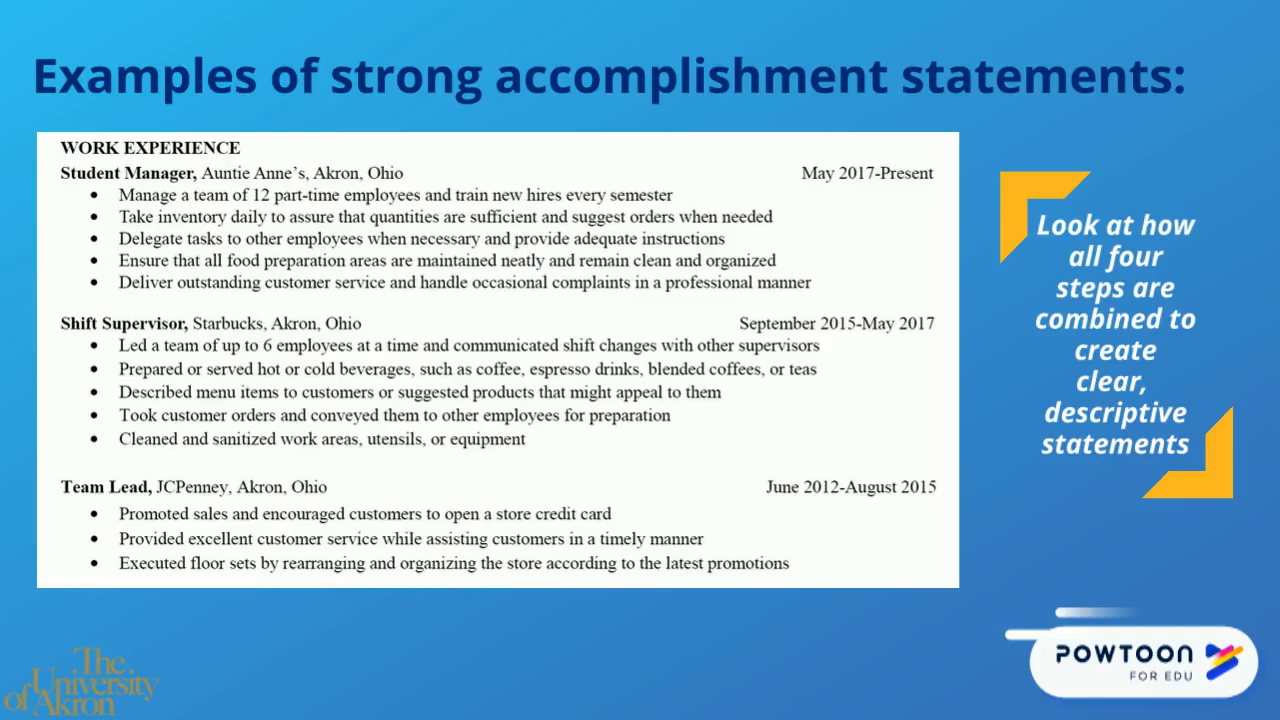 Examples of strong accomplishment statements:
WORK EXPERIENCE
Student Manager, Auntie Anne’s, Akron, Ohio May 2017-Present
• Manage a team of 12 part-time employees and train new hires every semester
• Take inventory daily to assure that quantities are sufficient and suggest orders when needed
• Delegate tasks to other employees when necessary and provide adequate instructions
• Ensure that all food preparation areas are maintained neatly and remain clean and organized
• Deliver outstanding customer service and handle occasional complaints in a professional manner
Shift Supervisor, Starbucks, Akron, Ohio September 2015-May 2017
• Led a team of up to 6 employees at a time and communicated shift changes with other supervisors
• Prepared or served hot or cold beverages, such as coffee, espresso drinks, blended coffees, or teas
• Described menu items to customers or suggested products that might appeal to them
• Took customer orders and conveyed them to other employees for preparation
• Cleaned and sanitized work areas, utensils, or equipment
Team Lead, JCPenney, Akron, Ohio June 2012-August 2015
• Promoted sales and encouraged customers to open a store credit card
• Provided excellent customer service while assisting customers in a timely manner
• Executed floor sets by rearranging and organizing the store according to the latest promotions
Look at how
all four
steps are
combined to
create
clear,
descriptive
statements
The
University
of Akron
POWTOON
FOR EDU